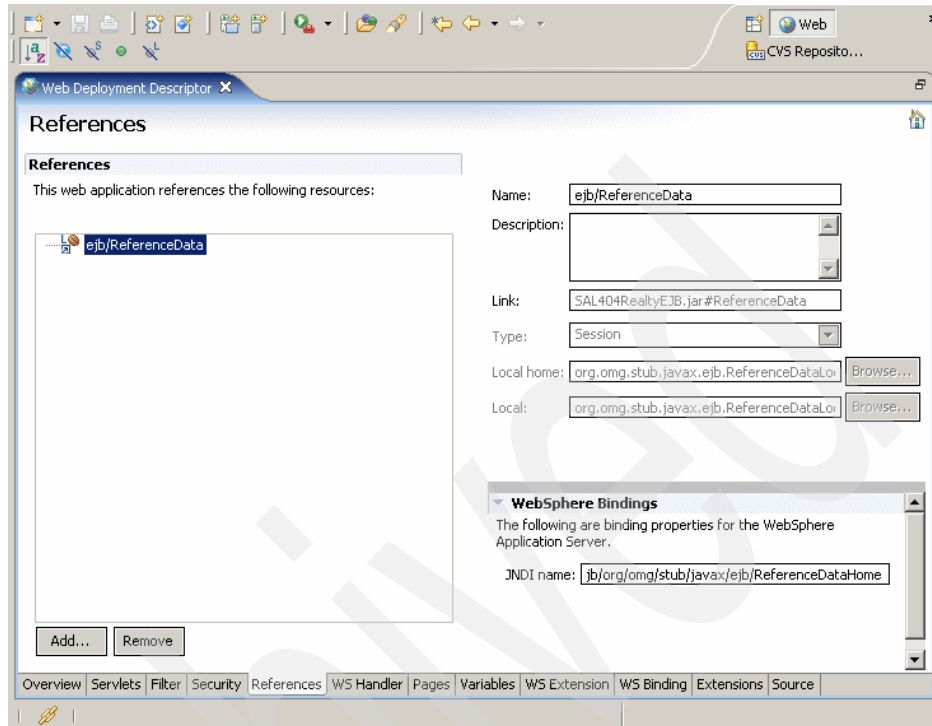 Web
CVS Reposito...
Web Deployment Descriptor
References
References
This web application references the following resources:
ejb/ReferenceData
Name: ejb/ReferenceData
Description:
Link: SAL404RealtyEJB.jar#ReferenceData
Type: Session
Local home: org.omg.stub.javax.ejb.ReferenceDataLo Browse...
Local: org.omg.stub.javax.ejb.ReferenceDataLo Browse...
WebSphere Bindings
The following are binding properties for the WebSphere
Application Server.
JNDI name: jb/org/omg/stub/javax/ejb/ReferenceDataHome
Add... Remove
Overview Servlets Filter Security References WS Handler Pages Variables WS Extension WS Binding Extensions Source